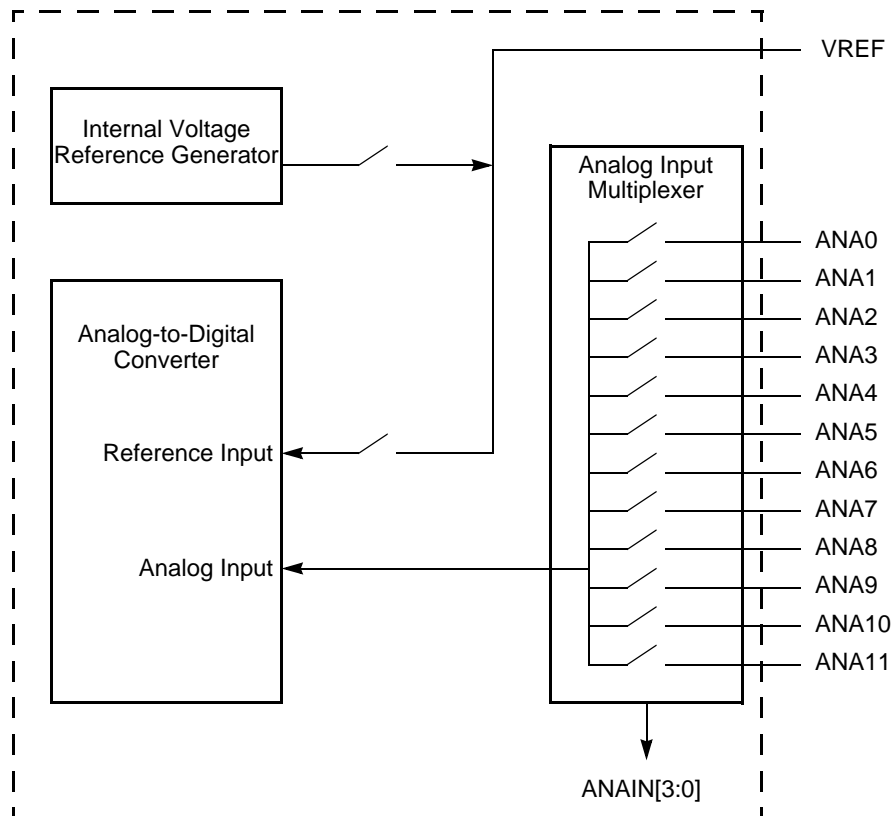 VREF
Internal Voltage
Reference Generator
Analog Input
Multiplexer
ANA0
ANA1
ANA2
ANA3
ANA4
ANA5
ANA6
ANA7
ANA8
ANA9
ANA10
ANA11
Analog-to-Digital
Converter
Reference Input
Analog Input
ANAIN[3:0]